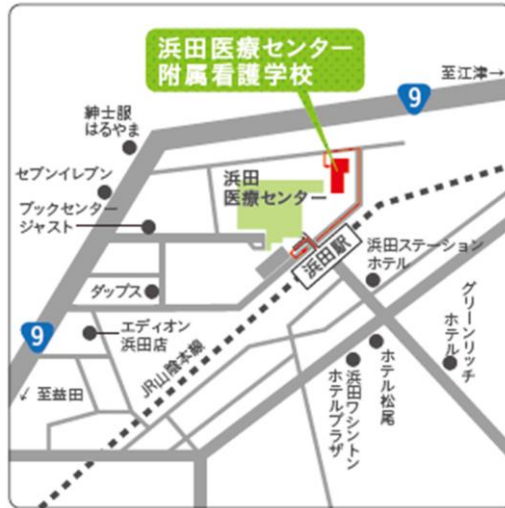 浜田医療センター
附属看護学校
至江津→
9
紳士服
はるやま
セブンイレブン
ブックセンター
ジャスト
浜田
医療センター
浜田駅
浜田ステーション
ホテル
ダップス
グリーンリッチ
ホテル
9
エディオン
浜田店
JR山陰本線
ホテル松尾
浜田ワシントン
ホテルプラザ
↙至益田